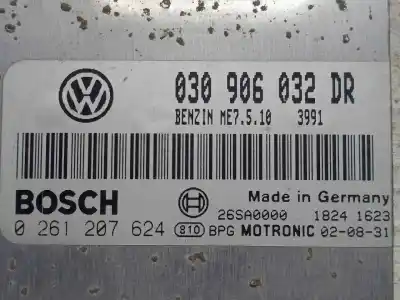 030 906 032 DR
BENZIN ME7.5.10 3991
BOSCH Made in Germany
26SA0000 1824 1623
0 261 207 624 810 BPG MOTRONIC 02-08-31